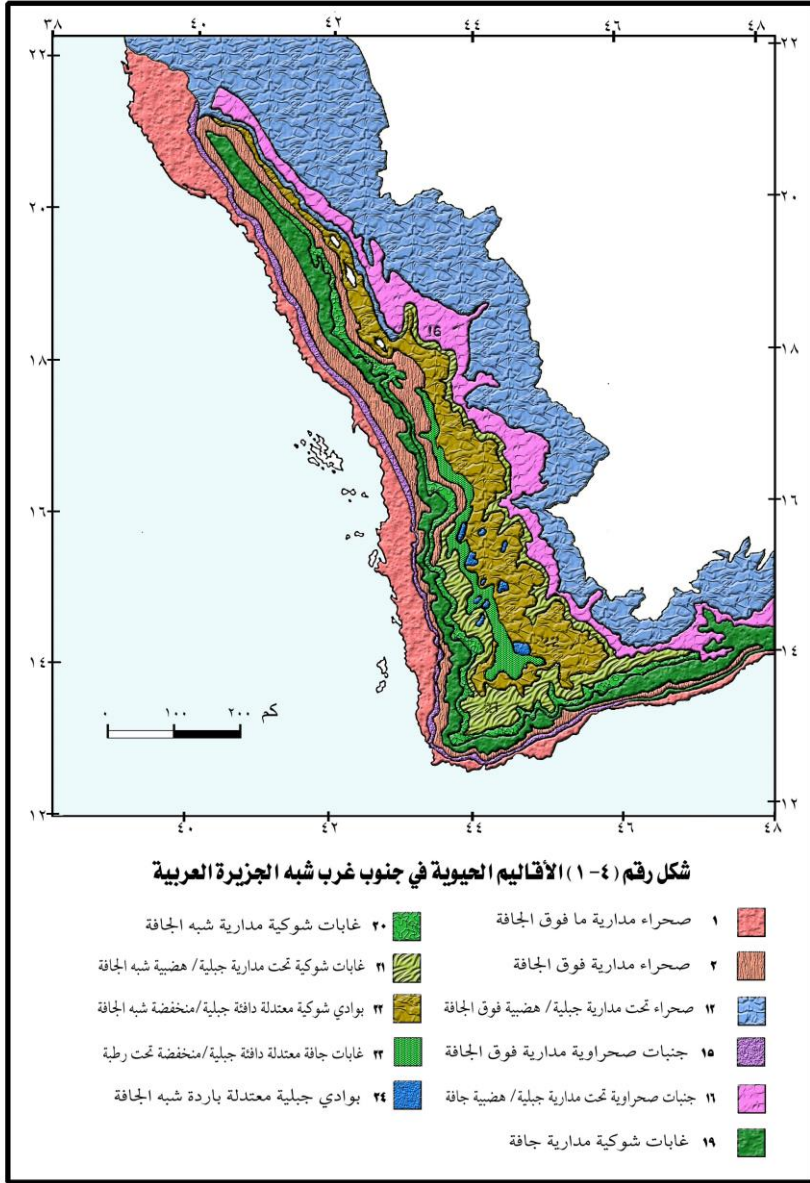 ٣٨ ٤٠ ٤٢ ٤٤ ٤٦ ٤٨
٢٢ ٢٢
٢٠ ٢٠
16
١٨ ١٨
١٦ ١٦
١٤ ١٤
٠ ١٠٠ ٢٠٠ كم
١٢ ١٢
٤٠ ٤٢ ٤٤ ٤٦ ٤٨
شكل رقم (٤-١) الأقاليم الحيوية في جنوب غرب شبه الجزيرة العربية
١ صحراء مدارية ما فوق الجافة
٢ صحراء مدارية فوق الجافة
١٢ صحراء تحت مدارية جبلية/ هضبية فوق الجافة
١٥ جنبات صحراوية مدارية فوق الجافة
١٦ جنبات صحراوية تحت مدارية جبلية/ هضبية جافة
١٩ غابات شوكية مدارية جافة
٢٠ غابات شوكية مدارية شبه الجافة
٢١ غابات شوكية تحت مدارية جبلية/ هضبية شبه الجافة
٢٢ بوادي شوكية معتدلة دافئة جبلية/منخفضة شبه الجافة
٢٣ غابات جافة معتدلة دافئة جبلية/منخفضة تحت رطبة
٢٤ بوادي جبلية معتدلة باردة شبه الجافة